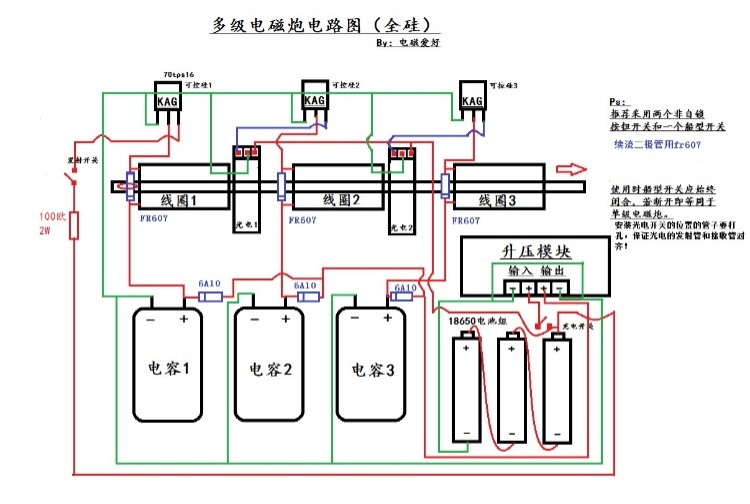 多级电磁炮电路图（全硅）
By: 电磁爱好
70tps16
可控硅1
可控硅2
可控硅3
KAG
KAG
KAG
Ps:
推荐采用两个非自锁
按钮开关和一个船型开关
续流二极管用fr607
发射开关
线圈1
线圈2
线圈3
光电1
光电2
FR607
FR607
FR607
100欧
2W
使用时船型开关应始终
闭合，若断开即等同于
单级电磁炮。
安装光电开关的位置的管子要打
孔，保证光电的发射管和接收管对
齐！
升压模块
输入 输出
- + + -
6A10
6A10
6A10
18650电池组
充电开关
- +
- +
- +
电容1
电容2
电容3
+ + +
- - -